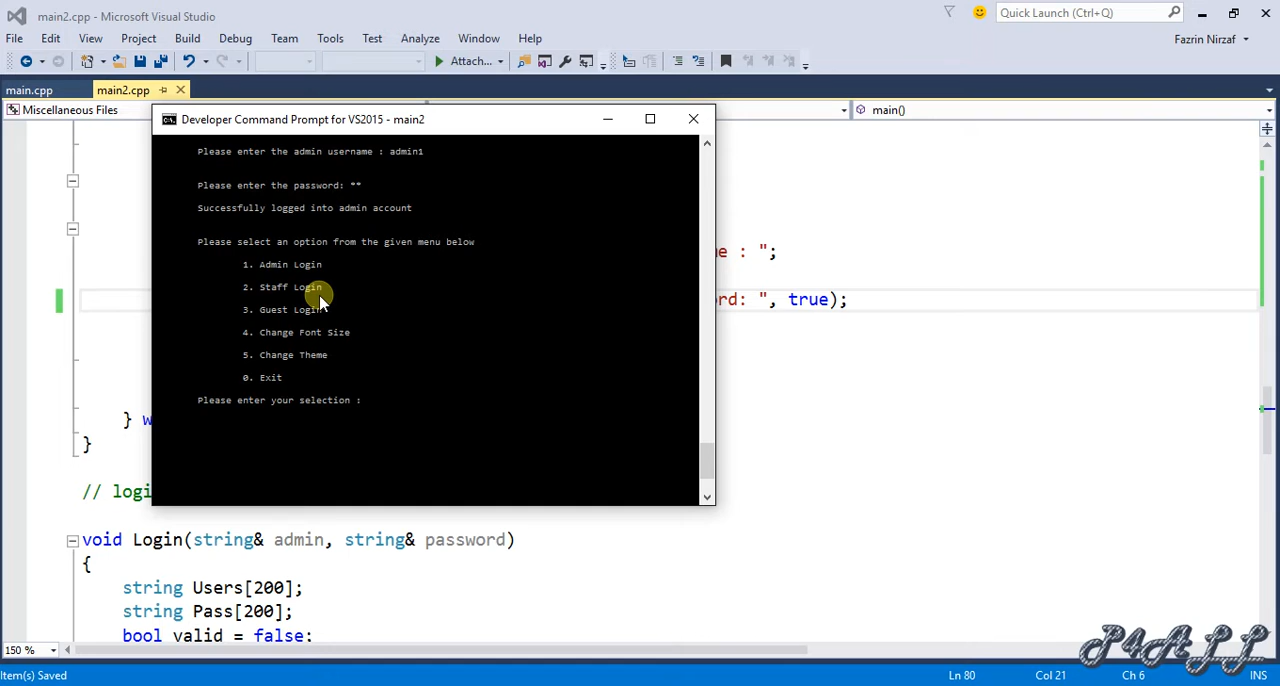 main2.cpp - Microsoft Visual Studio
Quick Launch (Ctrl+Q)
File Edit View Project Build Debug Team Tools Test Analyze Window Help
Fazrin Nirzaf
Attach...
main.cpp main2.cpp
Miscellaneous Files
main()
Developer Command Prompt for VS2015 - main2
Please enter the admin username : admin1
Please enter the password: **
Successfully logged into admin account
Please select an option from the given menu below
1. Admin Login
2. Staff Login
3. Guest Login
4. Change Font Size
5. Change Theme
0. Exit
Please enter your selection :
: ";
: ", true);
}
}
// logi
void Login(string& admin, string& password)
{
string Users[200];
string Pass[200];
bool valid = false;
150 %
P4ALL
Item(s) Saved
Ln 80 Col 21 Ch 6 INS